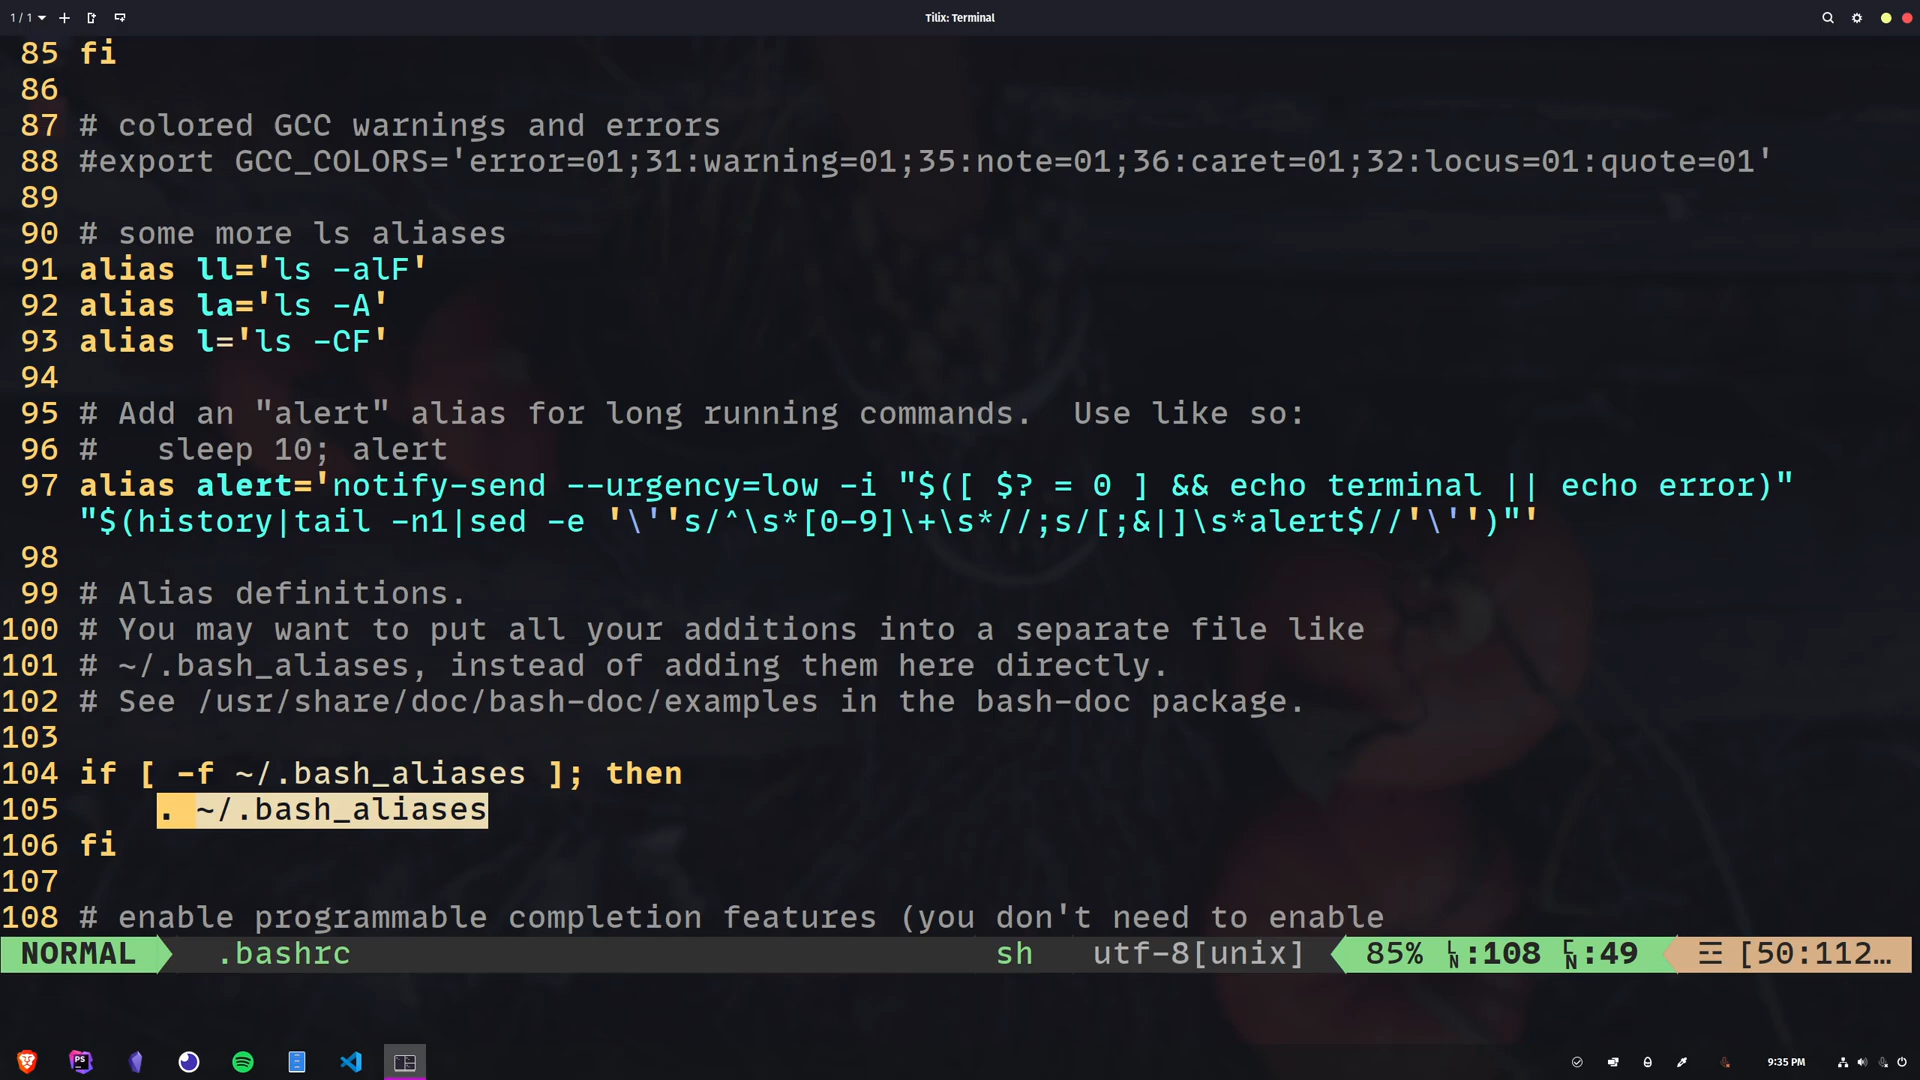 1 / 1
Tilix: Terminal
85 fi
86
87 # colored GCC warnings and errors
88 #export GCC_COLORS='error=01;31:warning=01;35:note=01;36:caret=01;32:locus=01:quote=01'
89
90 # some more ls aliases
91 alias ll='ls -alF'
92 alias la='ls -A'
93 alias l='ls -CF'
94
95 # Add an "alert" alias for long running commands.  Use like so:
96 #   sleep 10; alert
97 alias alert='notify-send --urgency=low -i "$([ $? = 0 ] && echo terminal || echo error)"
"$(history|tail -n1|sed -e '\''s/^\s*[0-9]\+\s*//;s/[;&|]\s*alert$//'\'')"'
98
99 # Alias definitions.
100 # You may want to put all your additions into a separate file like
101 # ~/.bash_aliases, instead of adding them here directly.
102 # See /usr/share/doc/bash-doc/examples in the bash-doc package.
103
104 if [ -f ~/.bash_aliases ]; then
105     . ~/.bash_aliases
106 fi
107
108 # enable programmable completion features (you don't need to enable
NORMAL .bashrc sh utf-8[unix] 85% LN:108 CN:49 ☲ [50:112…
PS
9:35 PM